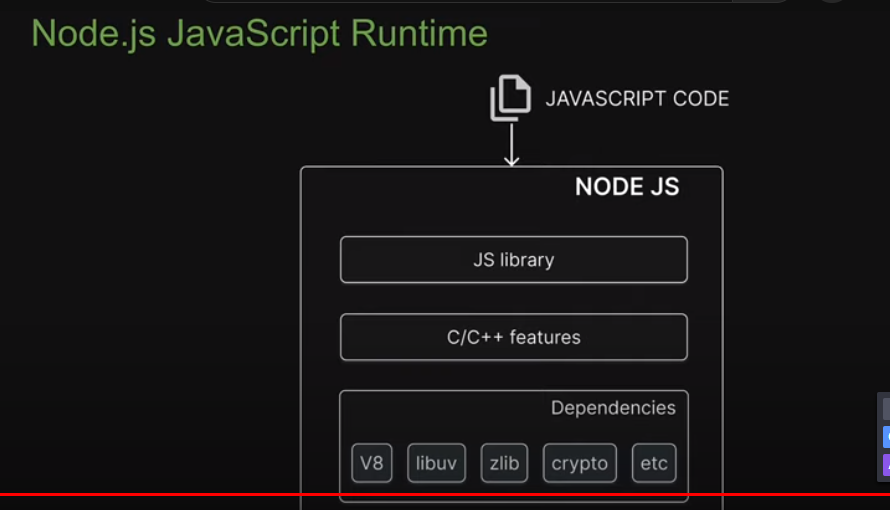 Node.js JavaScript Runtime
JAVASCRIPT CODE
NODE JS
JS library
C/C++ features
Dependencies
V8 libuv zlib crypto etc